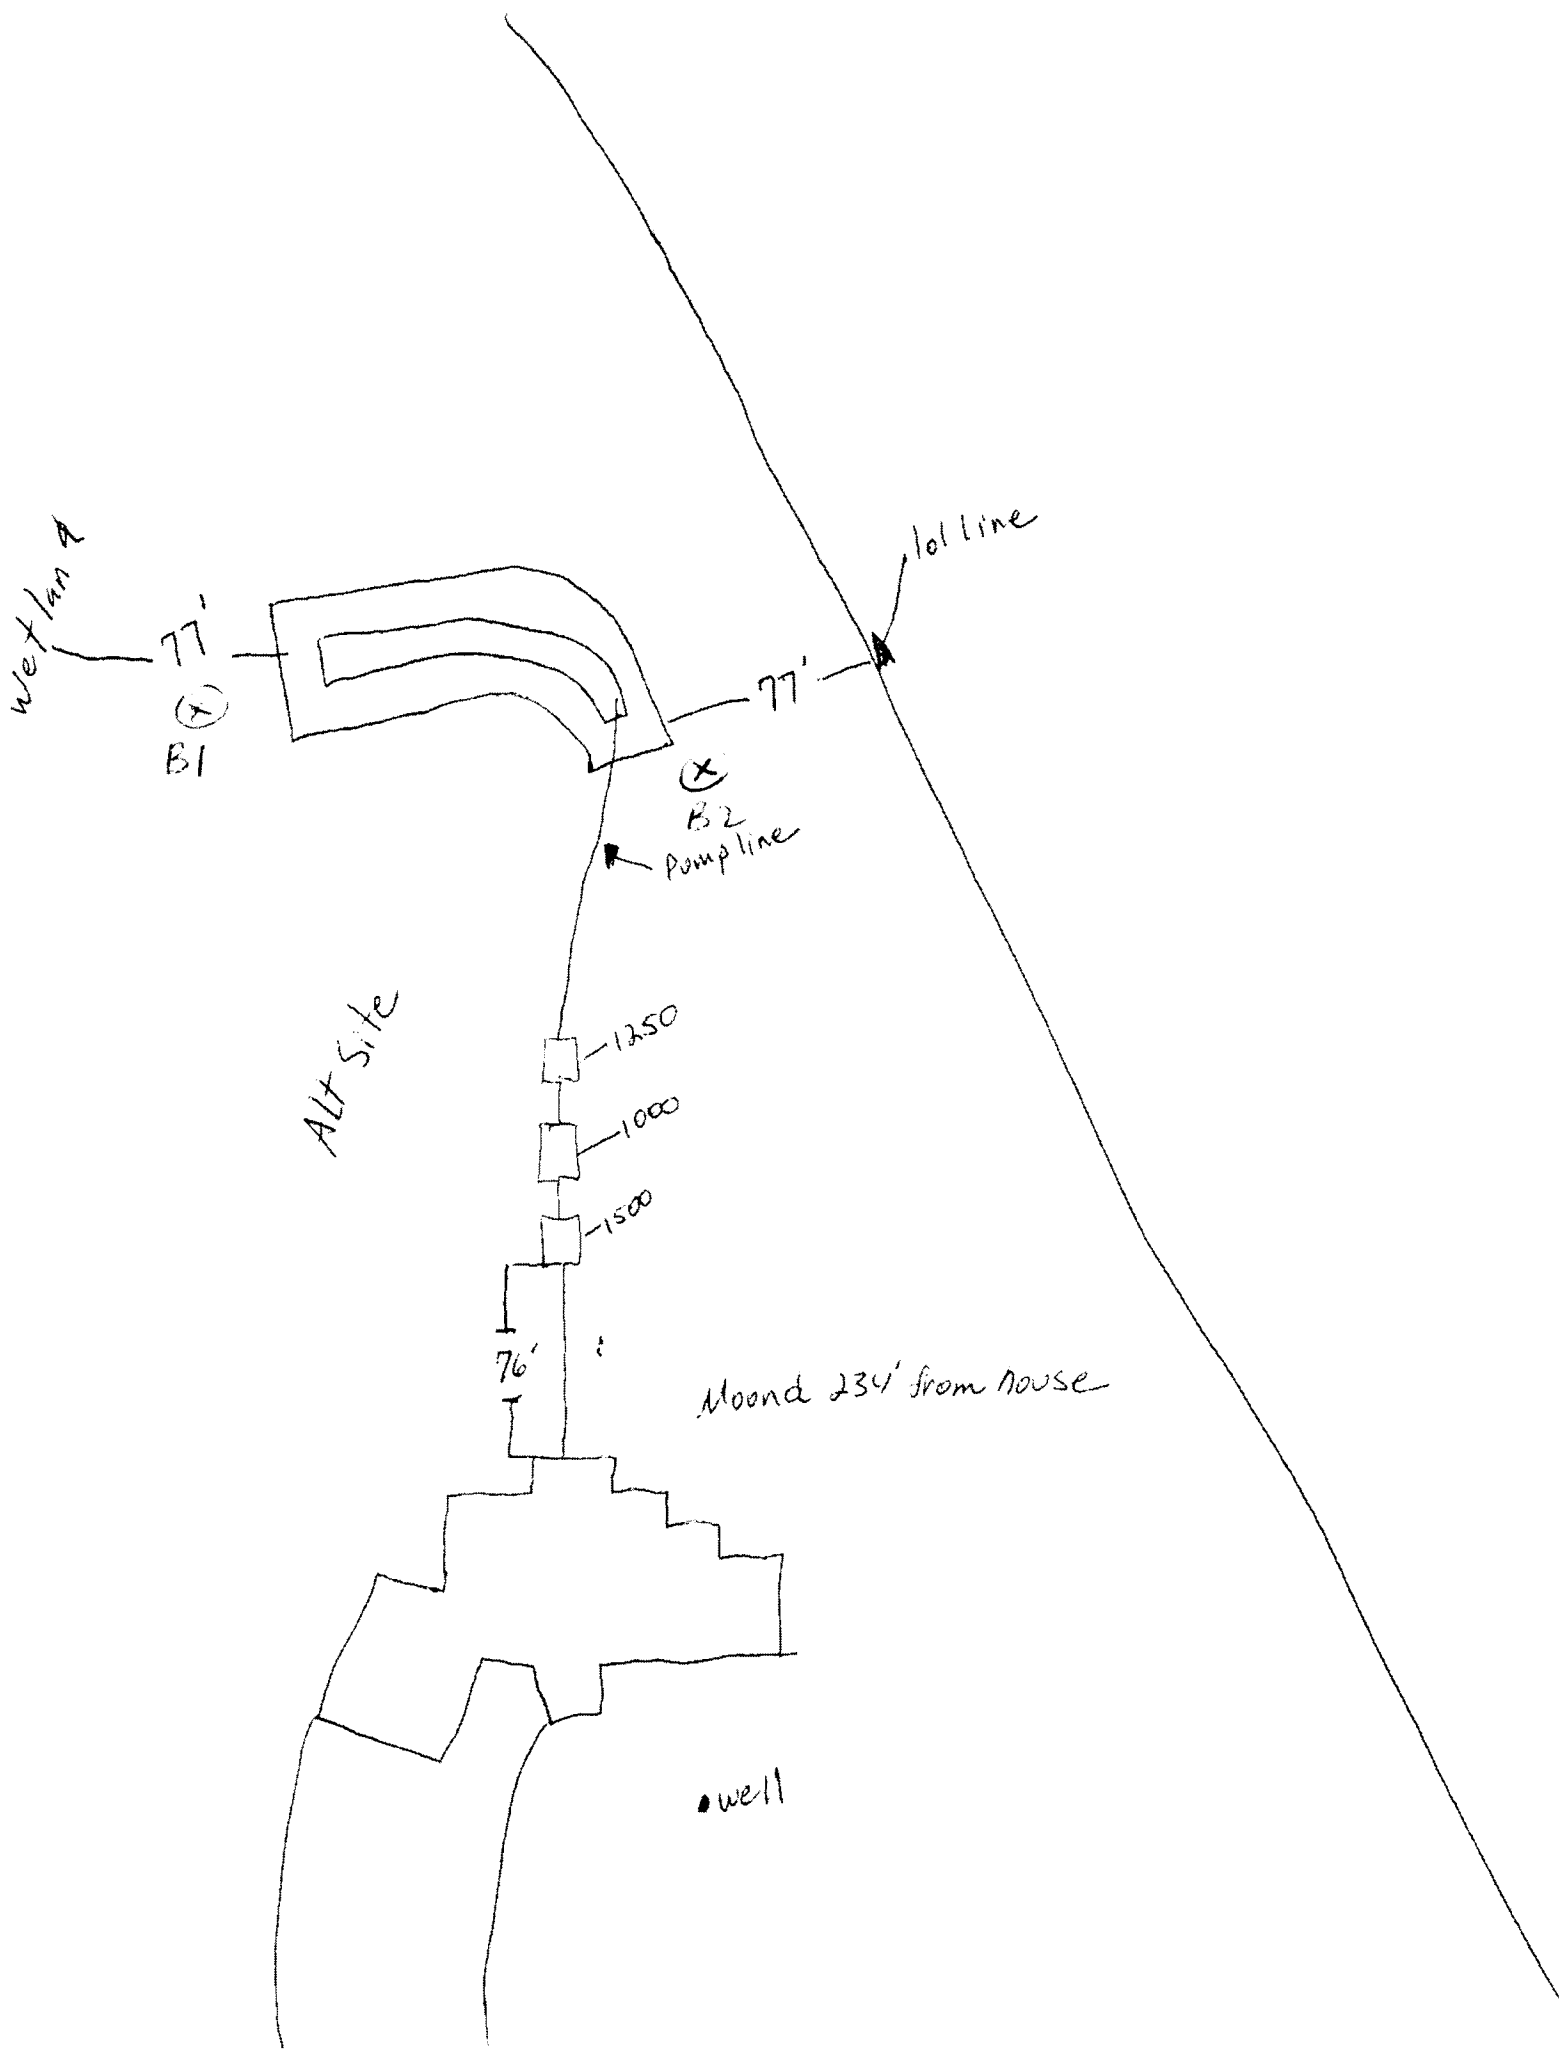 lot line
wetland
77'
77'
B1
B2
Pump line
1250
Alt Site
1000
1500
76'
Mound 234' from house
well